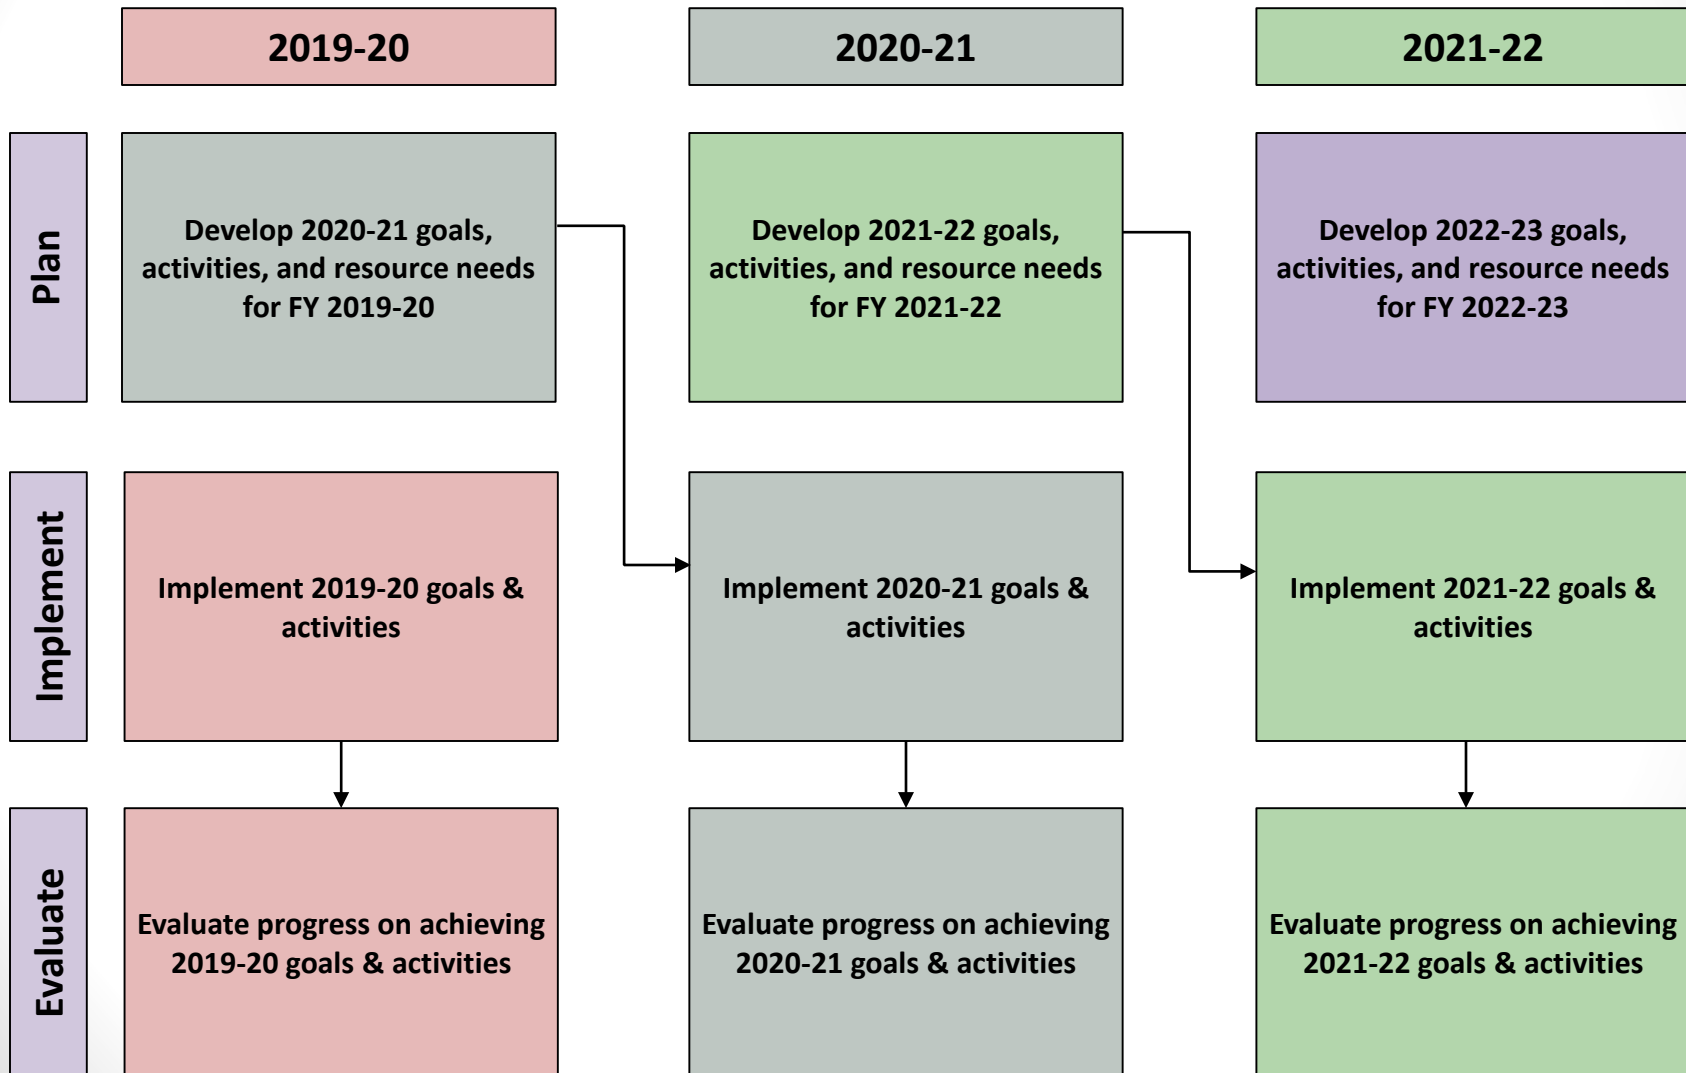 2019-20
2020-21
2021-22
Plan
Develop 2020-21 goals,
activities, and resource needs
for FY 2019-20
Develop 2021-22 goals,
activities, and resource needs
for FY 2021-22
Develop 2022-23 goals,
activities, and resource needs
for FY 2022-23
Implement
Implement 2019-20 goals &
activities
Implement 2020-21 goals &
activities
Implement 2021-22 goals &
activities
Evaluate
Evaluate progress on achieving
2019-20 goals & activities
Evaluate progress on achieving
2020-21 goals & activities
Evaluate progress on achieving
2021-22 goals & activities